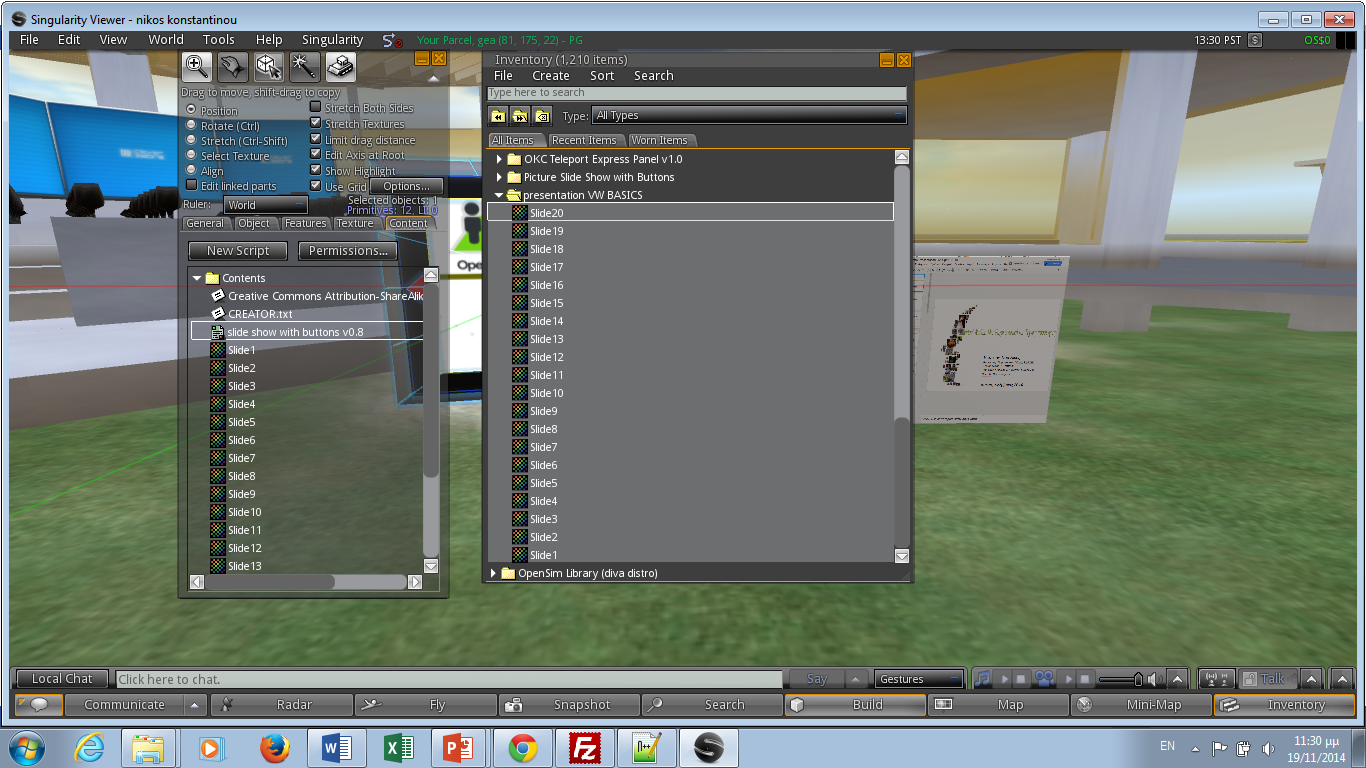 Singularity Viewer - nikos konstantinou
File Edit View World Tools Help Singularity Your Parcel, gea (81, 175, 22) - PG 13:30 PST $ OS$0
Drag to move, shift-drag to copy
Position
Rotate (Ctrl)
Stretch (Ctrl-Shift)
Select Texture
Align
Edit linked parts
Stretch Both Sides
Stretch Textures
Limit drag distance
Edit Axis at Root
Show Highlight
Use Grid Options...
Ruler: World
Selected objects: 1
Primitives: 12, LI: 0
General Object Features Texture Content
New Script Permissions...
Contents
Creative Commons Attribution-ShareAlik
CREATOR.txt
slide show with buttons v0.8
Slide1
Slide2
Slide3
Slide4
Slide5
Slide6
Slide7
Slide8
Slide9
Slide10
Slide11
Slide12
Slide13
Ope
Inventory (1,210 items)
File Create Sort Search
Type here to search
Type: All Types
All Items Recent Items Worn Items
OKC Teleport Express Panel v1.0
Picture Slide Show with Buttons
presentation VW BASICS
Slide20
Slide19
Slide18
Slide17
Slide16
Slide15
Slide14
Slide13
Slide12
Slide11
Slide10
Slide9
Slide8
Slide7
Slide6
Slide5
Slide4
Slide3
Slide2
Slide1
OpenSim Library (diva distro)
Local Chat Click here to chat. Say Gestures Talk
Communicate Radar Fly Snapshot Search Build Map Mini-Map Inventory
EN 11:30 μμ
19/11/2014